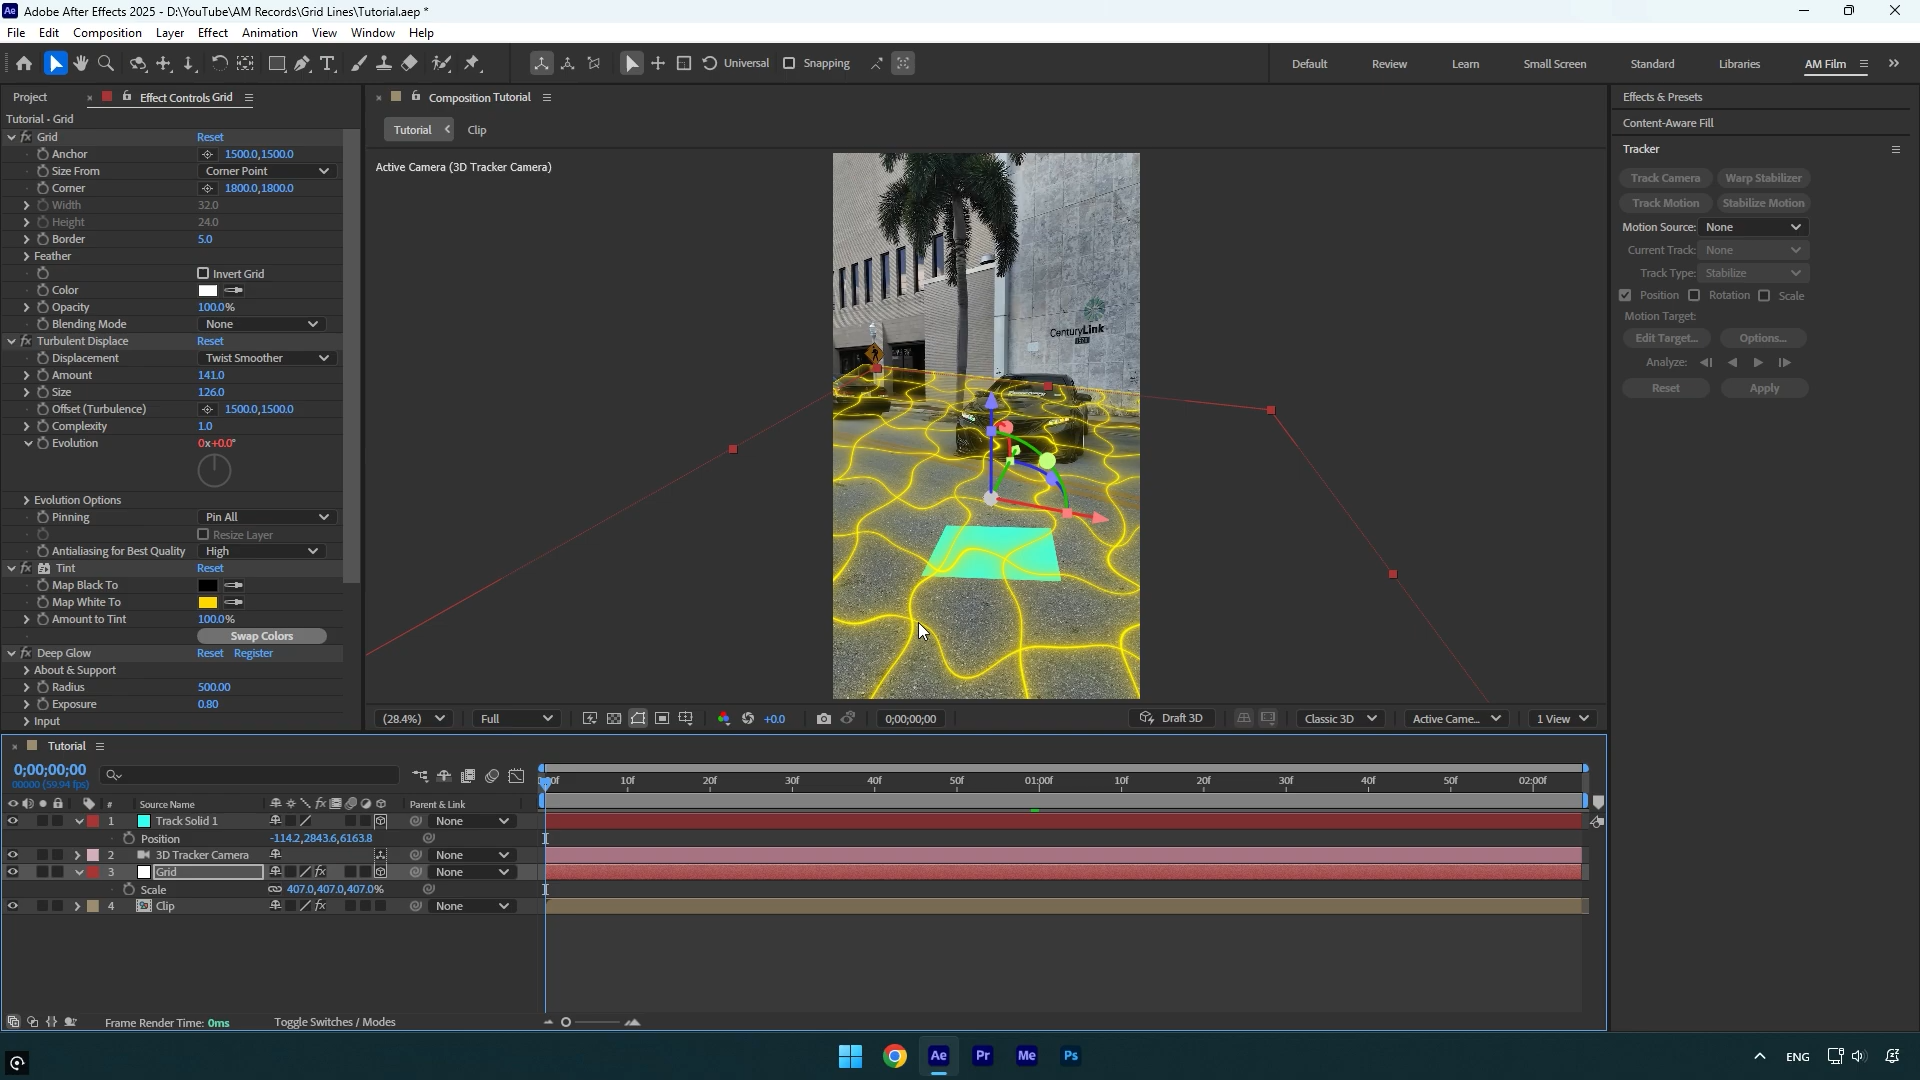 Adobe After Effects 2025 - D:\YouTube\AM Records\Grid Lines\Tutorial.aep *
File Edit Composition Layer Effect Animation View Window Help
Universal Snapping Default Review Learn Small Screen Standard Libraries AM Film
Project Effect Controls Grid
Tutorial • Grid
Grid Reset
Anchor 1500.0,1500.0
Size From Corner Point
Corner 1800.0,1800.0
Width 32.0
Height 24.0
Border 5.0
Feather
Invert Grid
Color
Opacity 100.0%
Blending Mode None
Turbulent Displace Reset
Displacement Twist Smoother
Amount 141.0
Size 126.0
Offset (Turbulence) 1500.0,1500.0
Complexity 1.0
Evolution 0x+0.0°
Evolution Options
Pinning Pin All
Resize Layer
Antialiasing for Best Quality High
Tint Reset
Map Black To
Map White To
Amount to Tint 100.0%
Swap Colors
Deep Glow Reset Register
About & Support
Radius 500.00
Exposure 0.80
Input
Composition Tutorial
Tutorial Clip
Active Camera (3D Tracker Camera)
CenturyLink
(28.4%) Full +0.0 0;00;00;00 Draft 3D Classic 3D Active Came... 1 View
Effects & Presets
Content-Aware Fill
Tracker
Track Camera Warp Stabilizer
Track Motion Stabilize Motion
Motion Source: None
Current Track: None
Track Type: Stabilize
Position Rotation Scale
Motion Target:
Edit Target... Options...
Analyze:
Reset Apply
Tutorial
0;00;00;00
00000 (59.94 fps)
10f 20f 30f 40f 50f 01:00f 10f 20f 30f 40f 50f 02:00f
# Source Name Parent & Link
1 Track Solid 1 None
Position -114.2,2843.6,6163.8
2 3D Tracker Camera None
3 Grid None
Scale 407.0,407.0,407.0%
4 Clip None
Frame Render Time: 0ms Toggle Switches / Modes
Ae Pr Me Ps ENG